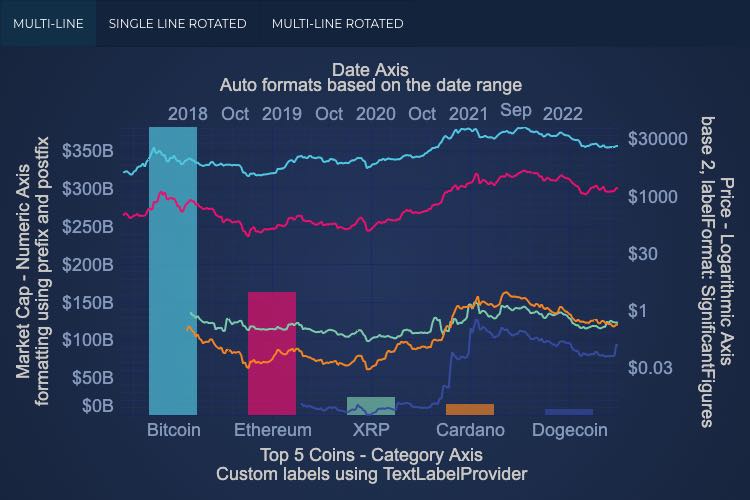 MULTI-LINE
SINGLE LINE ROTATED
MULTI-LINE ROTATED
Date Axis
Auto formats based on the date range
2018
Oct
2019
Oct
2020
Oct
2021
Sep
2022
Market Cap - Numeric Axis
formatting using prefix and postfix
$350B
$300B
$250B
$200B
$150B
$100B
$50B
$0B
$30000
$1000
$30
$1
$0.03
Price - Logarithmic Axis
base 2, labelFormat: SignificantFigures
Bitcoin
Ethereum
XRP
Cardano
Dogecoin
Top 5 Coins - Category Axis
Custom labels using TextLabelProvider